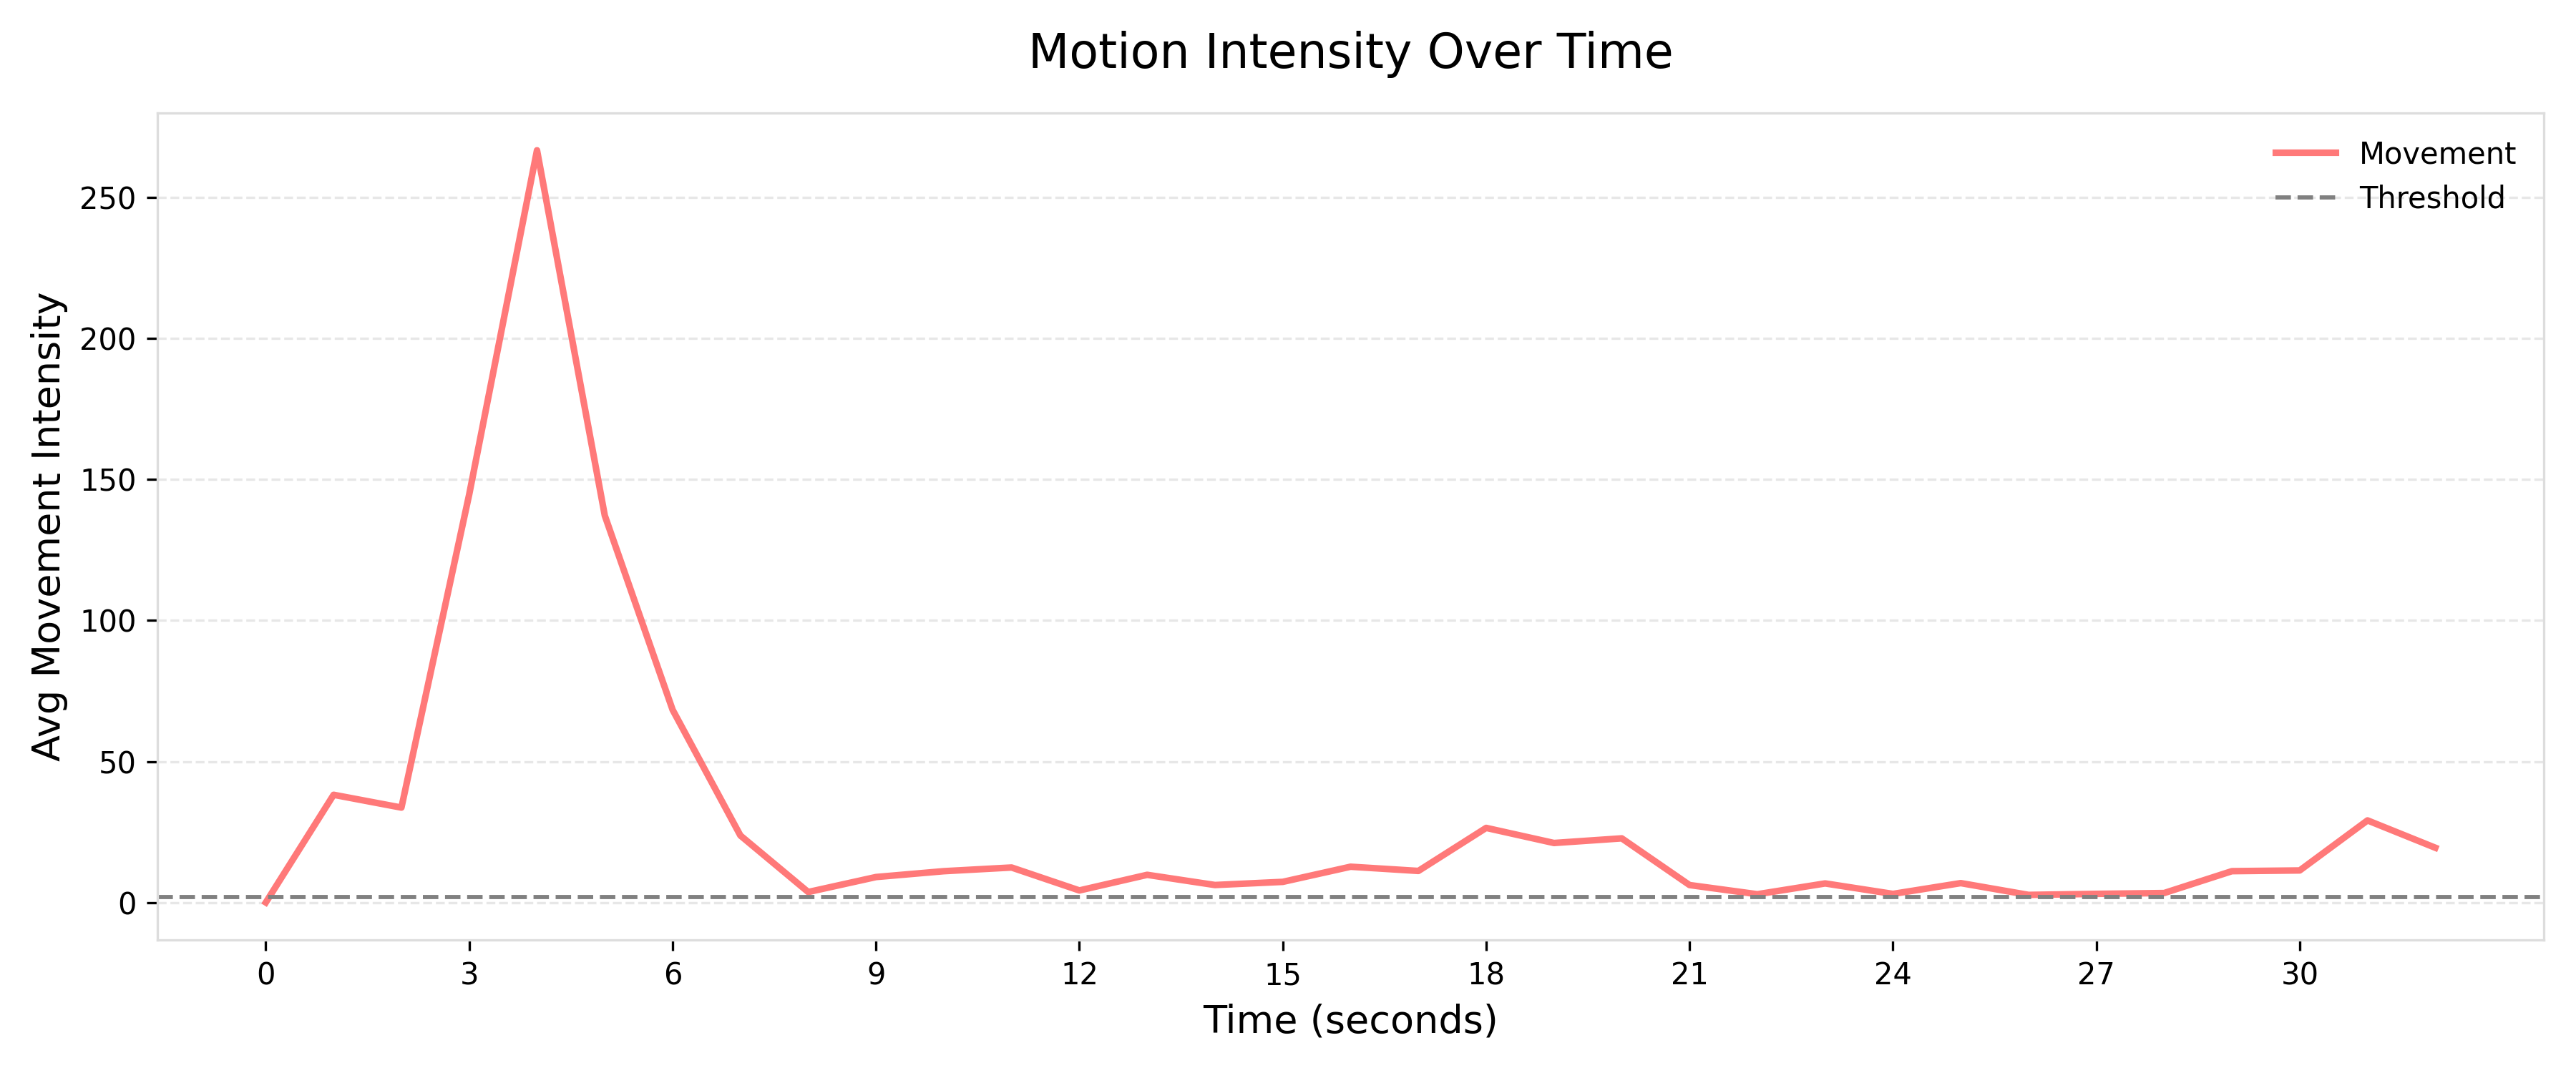 Motion Intensity Over Time
Movement
Threshold
Avg Movement Intensity
250
200
150
100
50
0
0 3 6 9 12 15 18 21 24 27 30
Time (seconds)